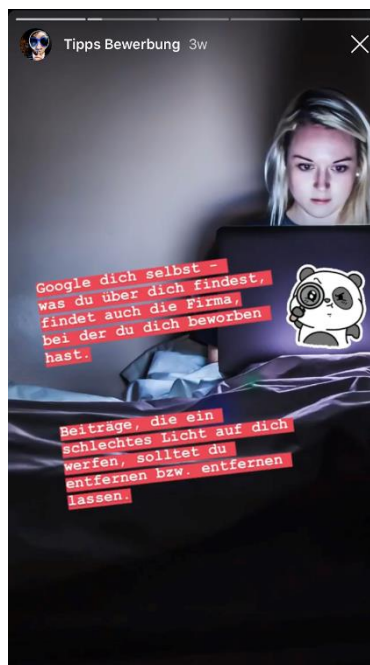 Tipps Bewerbung 3w
Google dich selbst –
was du über dich findest,
findet auch die Firma,
bei der du dich beworben
hast.
Beiträge, die ein
schlechtes Licht auf dich
werfen, solltet du
entfernen bzw. entfernen
lassen.